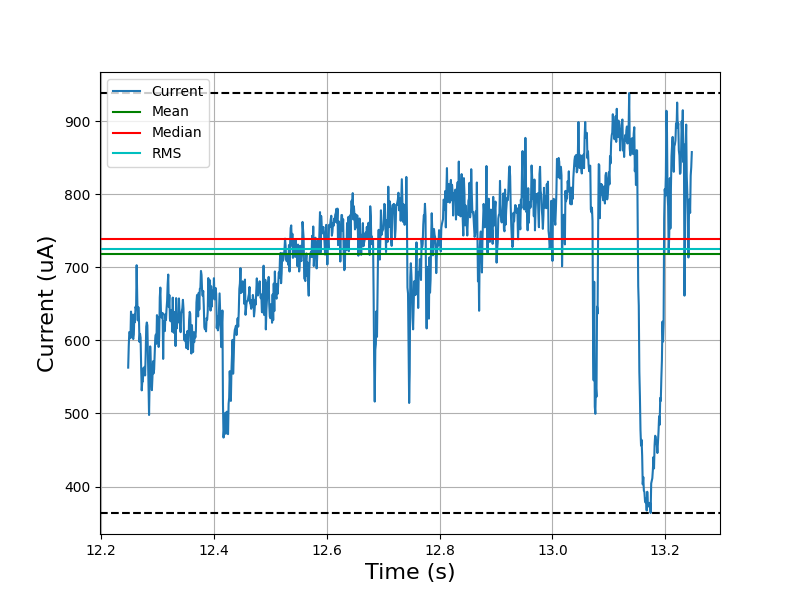 Current
Mean
Median
RMS
900
800
700
600
500
400
12.2
12.4
12.6
12.8
13.0
13.2
Current (uA)
Time (s)